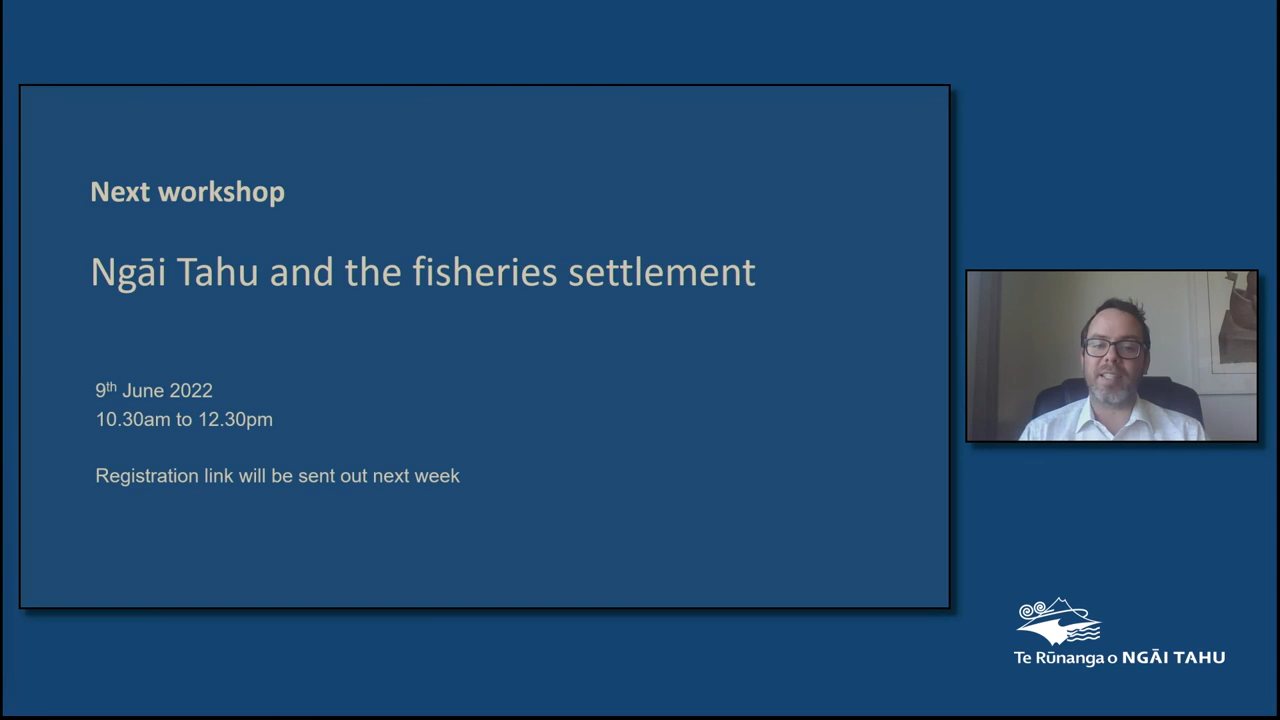 Next workshop
Ngāi Tahu and the fisheries settlement
9th June 2022
10.30am to 12.30pm
Registration link will be sent out next week
Te Rūnanga o NGĀI TAHU